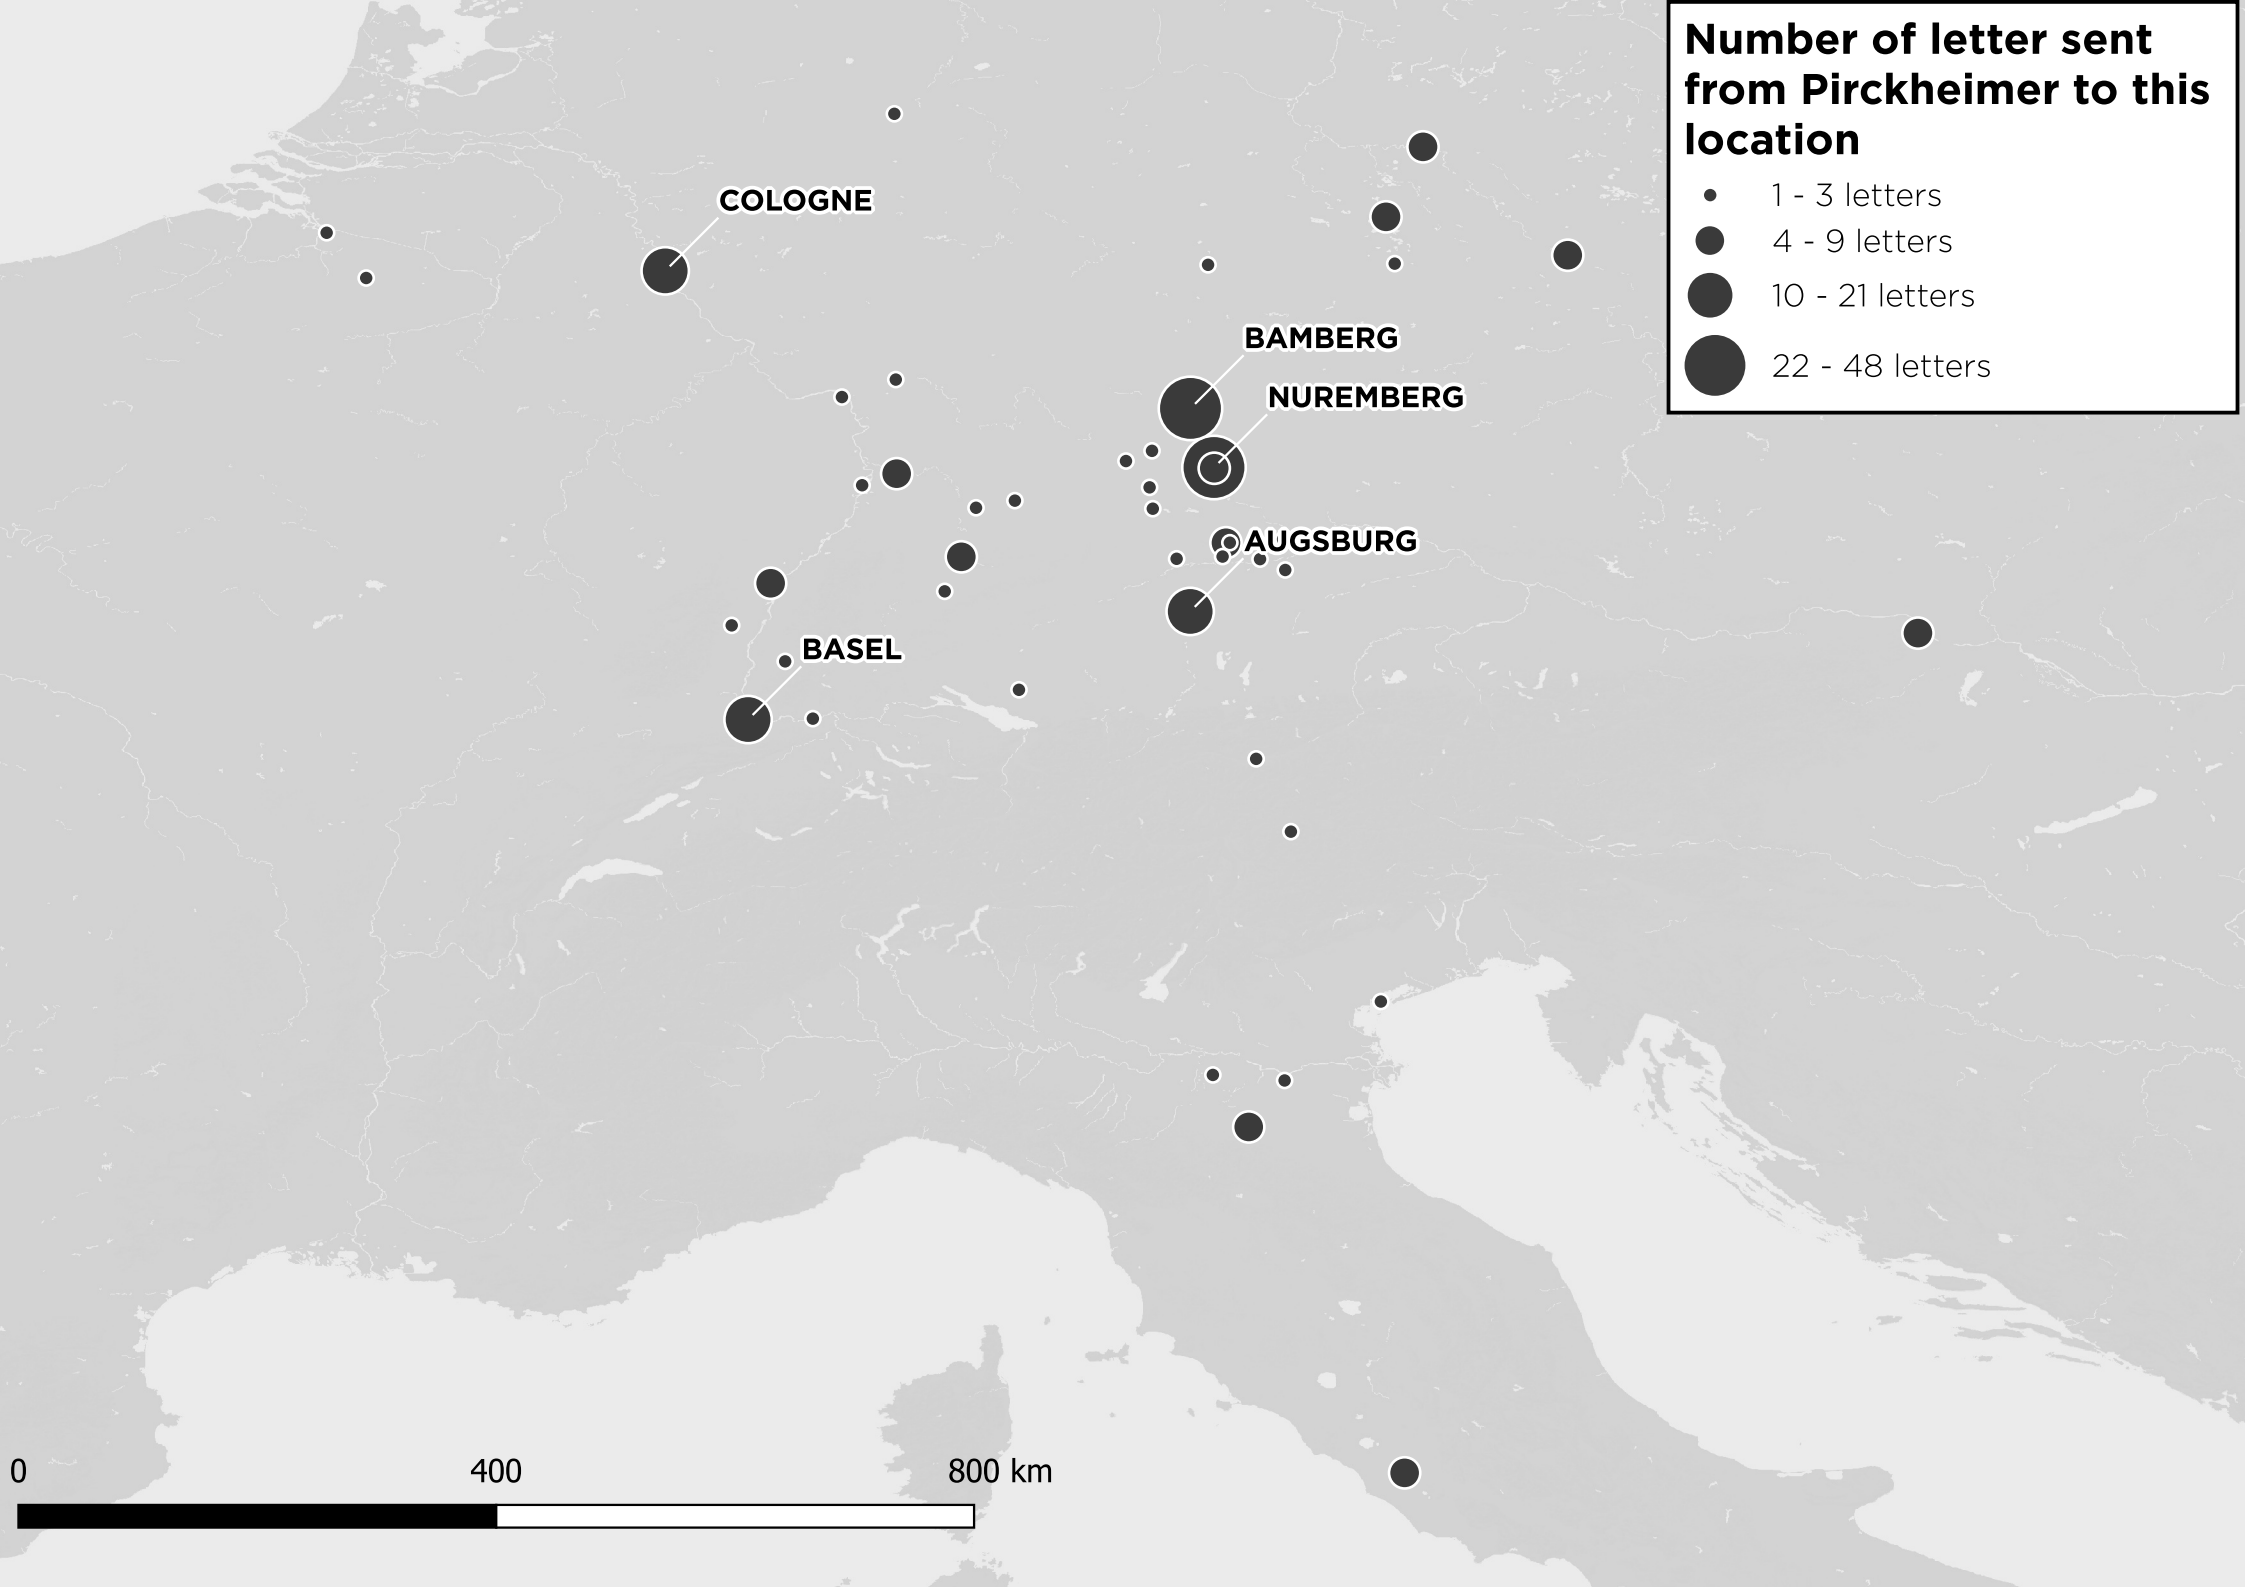 Number of letter sent
from Pirckheimer to this
location
1 - 3 letters
4 - 9 letters
10 - 21 letters
22 - 48 letters
COLOGNE
BAMBERG
NUREMBERG
AUGSBURG
BASEL
0 400 800 km